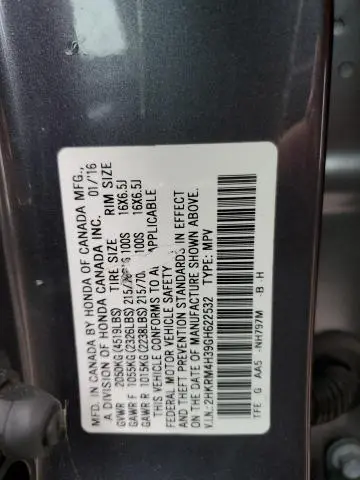 MFD. IN CANADA BY HONDA OF CANADA MFG.,
A DIVISION OF HONDA CANADA INC. 01/16
TIRE SIZE RIM SIZE
GVWR 2050KG (4519LBS)
GAWR F 1055KG (2326LBS) 215/70 100S 16X6.5J
GAWR R 1015KG (2238LBS) 215/70 100S 16X6.5J
THIS VEHICLE CONFORMS TO APPLICABLE
FEDERAL MOTOR VEHICLE SAFETY
AND THEFT PREVENTION STANDARDS IN EFFECT
ON THE DATE OF MANUFACTURE SHOWN ABOVE.
V.I.N.: 2HKRM4H39GH622532 TYPE: MPV
TFE G AA5 -NH797M -B -H